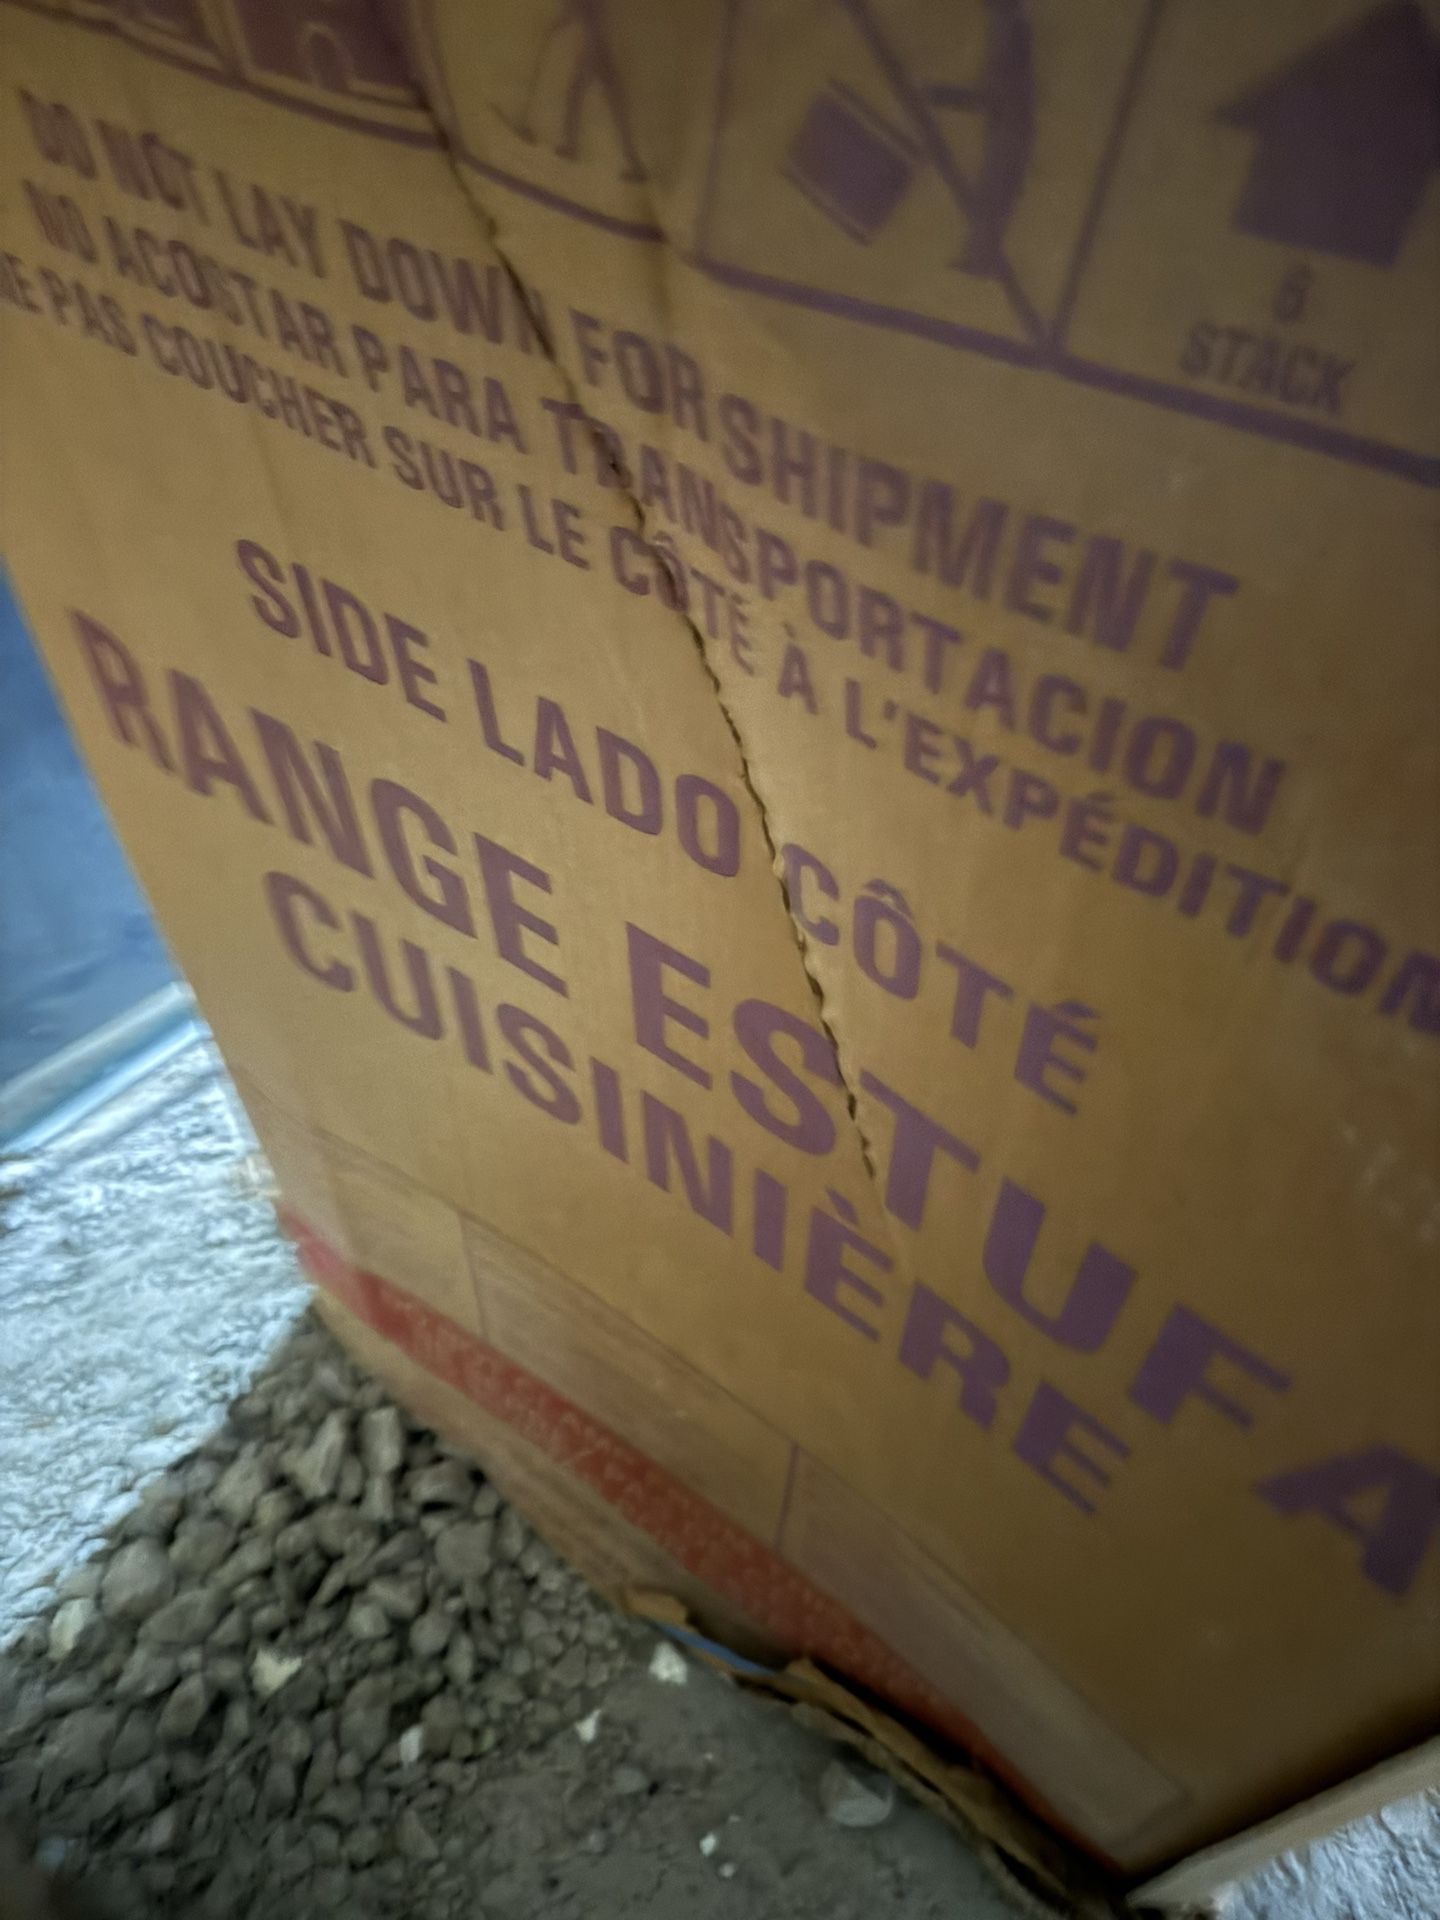 6
STACK
DO NOT LAY DOWN FOR SHIPMENT
NO ACOSTAR PARA TRANSPORTACION
NE PAS COUCHER SUR LE CÔTÉ À L'EXPÉDITION
SIDE LADO CÔTÉ
RANGE ESTUFA
CUISINIÈRE